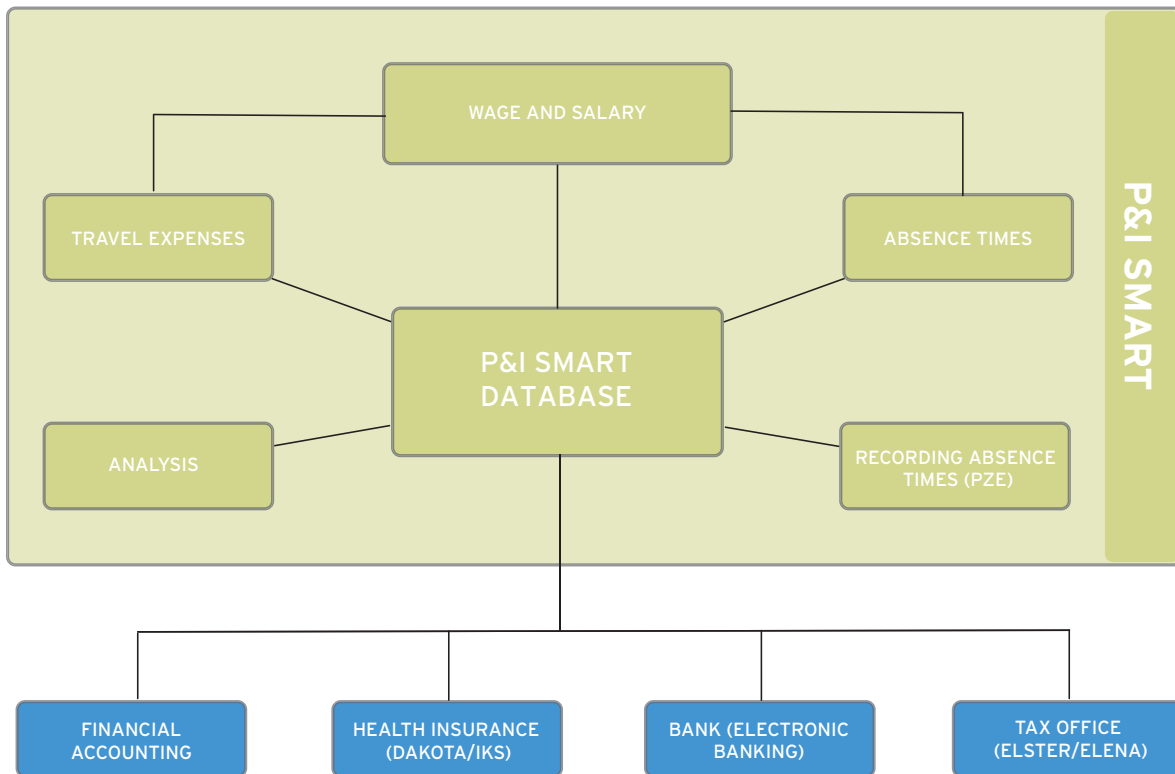 WAGE AND SALARY
TRAVEL EXPENSES
ABSENCE TIMES
P&I SMART
DATABASE
ANALYSIS
RECORDING ABSENCE
TIMES (PZE)
P&I SMART
FINANCIAL
ACCOUNTING
HEALTH INSURANCE
(DAKOTA/IKS)
BANK (ELECTRONIC
BANKING)
TAX OFFICE
(ELSTER/ELENA)